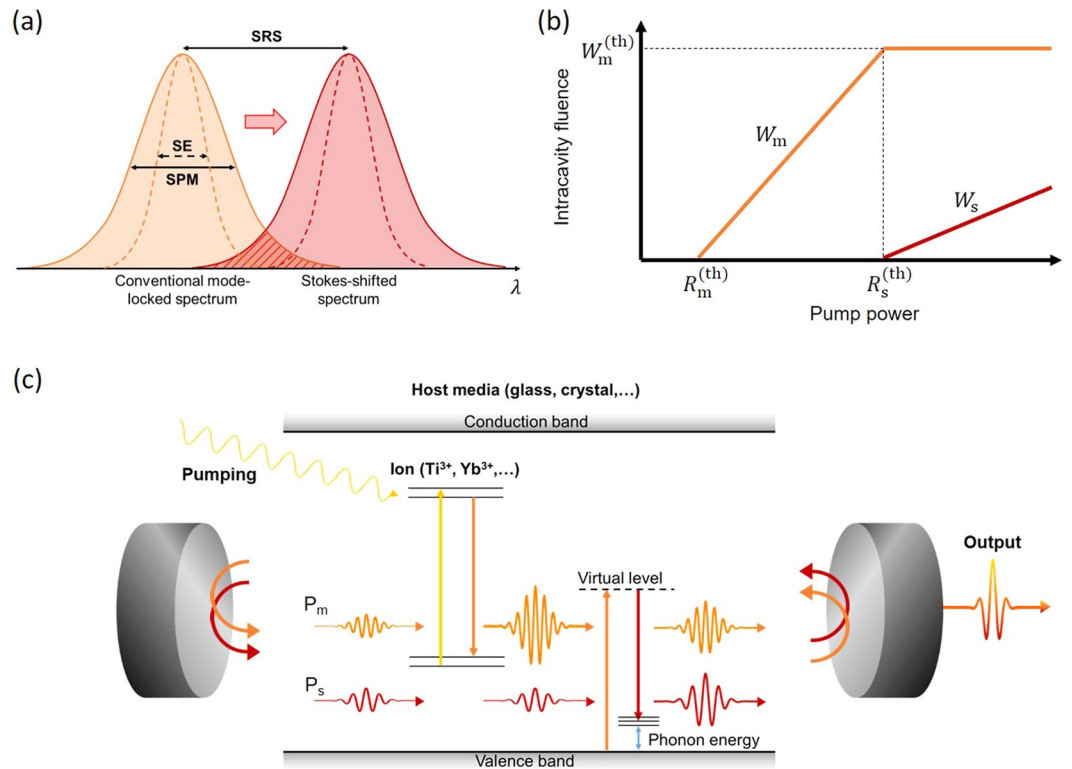 (a)
SRS
SE
SPM
Conventional mode-
locked spectrum
Stokes-shifted
spectrum
λ
(b)
Intracavity fluence
W_m^(th)
W_m
W_s
R_m^(th)
R_s^(th)
Pump power
(c)
Host media (glass, crystal,…)
Conduction band
Pumping
Ion (Ti³⁺, Yb³⁺,…)
Output
Virtual level
P_m
P_s
Phonon energy
Valence band